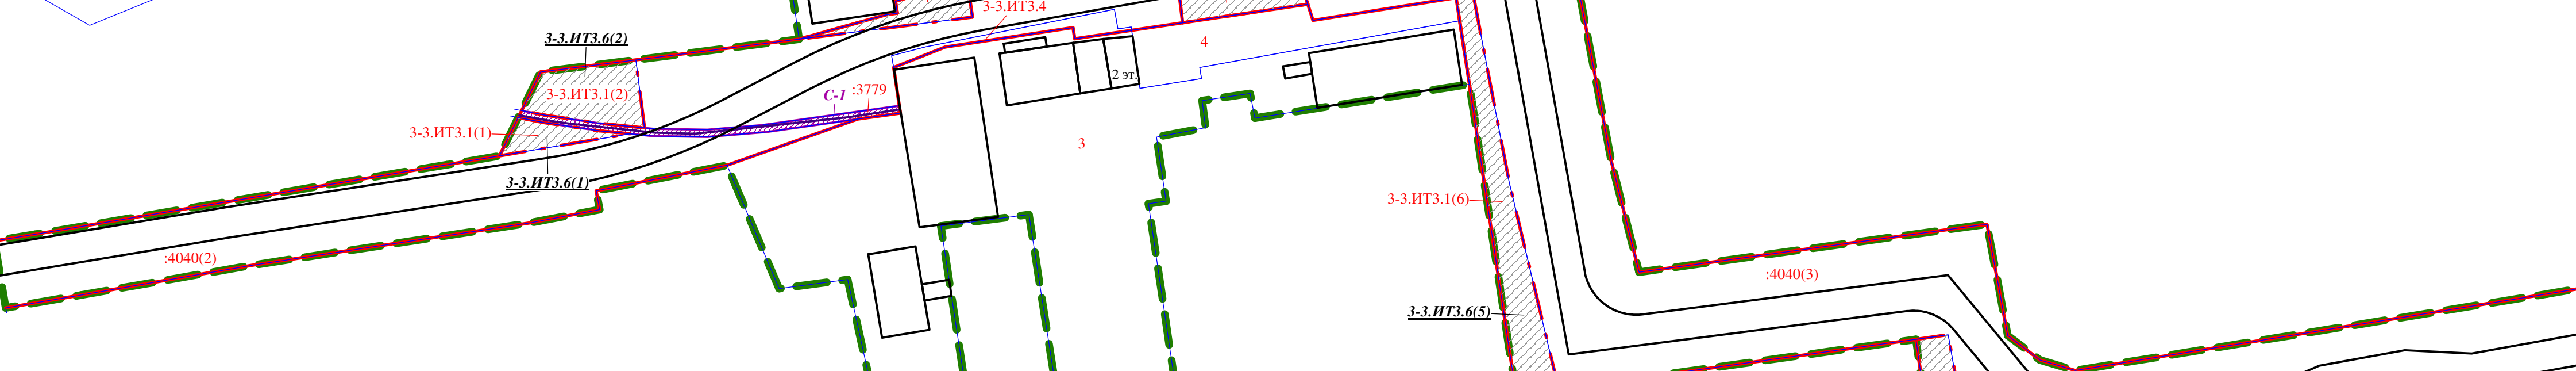 3-3.ИТ3.4
3-3.ИТ3.6(2)
4
2 эт.
3-3.ИТ3.1(2)
С-1
:3779
3-3.ИТ3.1(1)
3
3-3.ИТ3.6(1)
3-3.ИТ3.1(6)
:4040(2)
:4040(3)
3-3.ИТ3.6(5)